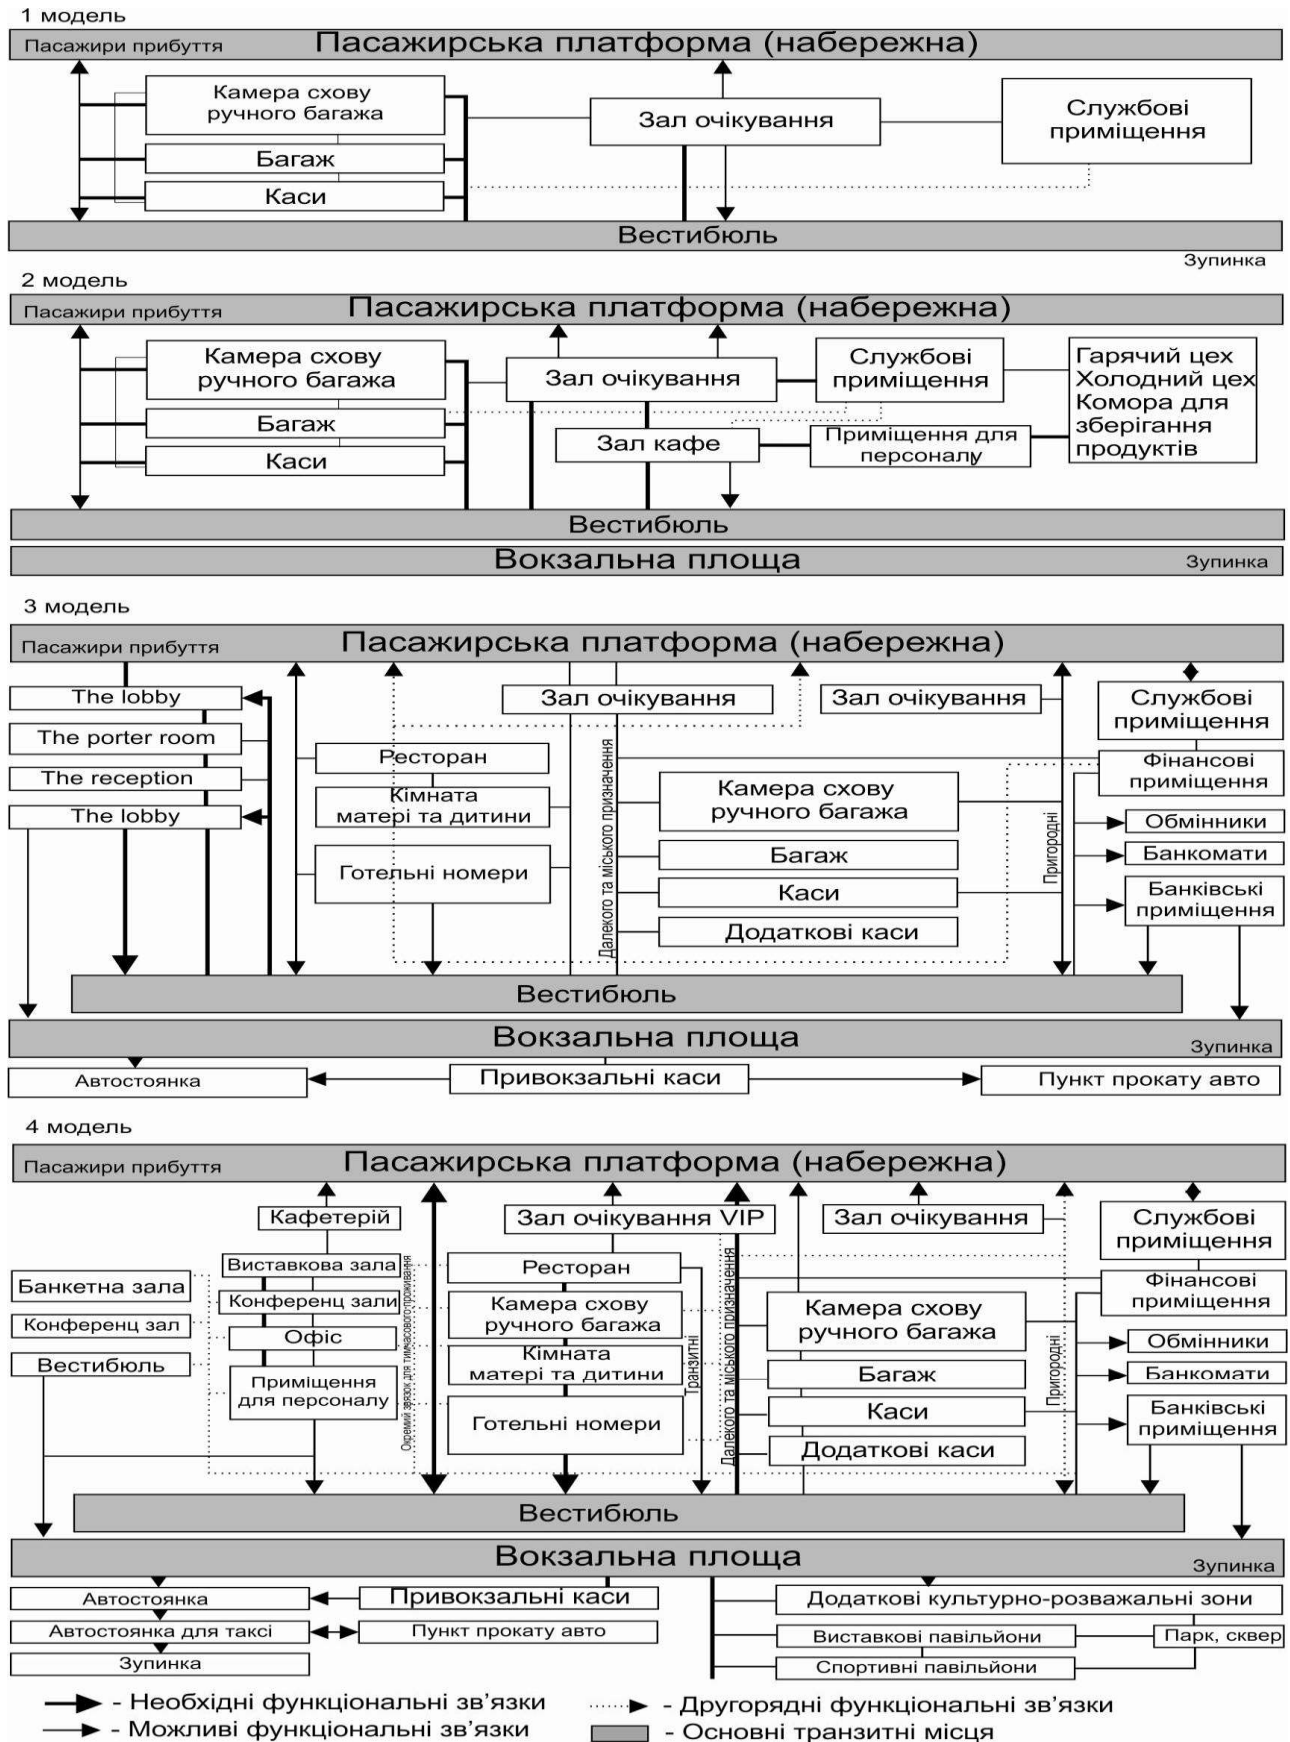 1 модель
Пасажири прибуття
Пасажирська платформа (набережна)
Камера схову
ручного багажа
Багаж
Каси
Зал очікування
Службові
приміщення
Вестибюль
Зупинка
2 модель
Пасажири прибуття
Пасажирська платформа (набережна)
Камера схову
ручного багажа
Багаж
Каси
Зал очікування
Зал кафе
Службові
приміщення
Приміщення для
персоналу
Гарячий цех
Холодний цех
Комора для
зберігання
продуктів
Вестибюль
Вокзальна площа
Зупинка
3 модель
Пасажири прибуття
Пасажирська платформа (набережна)
The lobby
The porter room
The reception
The lobby
Ресторан
Кімната
матері та дитини
Готельні номери
Зал очікування
Далекого та міського призначення
Камера схову
ручного багажа
Багаж
Каси
Додаткові каси
Зал очікування
Пригородні
Службові
приміщення
Фінансові
приміщення
Обмінники
Банкомати
Банківські
приміщення
Вестибюль
Вокзальна площа
Зупинка
Автостоянка
Привокзальні каси
Пункт прокату авто
4 модель
Пасажири прибуття
Пасажирська платформа (набережна)
Банкетна зала
Конференц зал
Вестибюль
Кафетерій
Виставкова зала
Конференц зали
Офіс
Приміщення
для персоналу
Окремий звязок для тимчасового проживання
Зал очікування VIP
Ресторан
Камера схову
ручного багажа
Кімната
матері та дитини
Готельні номери
Транзитні
Далекого та міського призначення
Зал очікування
Камера схову
ручного багажа
Багаж
Каси
Додаткові каси
Пригородні
Службові
приміщення
Фінансові
приміщення
Обмінники
Банкомати
Банківські
приміщення
Вестибюль
Вокзальна площа
Зупинка
Автостоянка
Привокзальні каси
Автостоянка для таксі
Пункт прокату авто
Зупинка
Додаткові культурно-розважальні зони
Виставкові павільйони
Парк, сквер
Спортивні павільйони
- Необхідні функціональні зв'язки
- Можливі функціональні зв'язки
- Другорядні функціональні зв'язки
- Основні транзитні місця